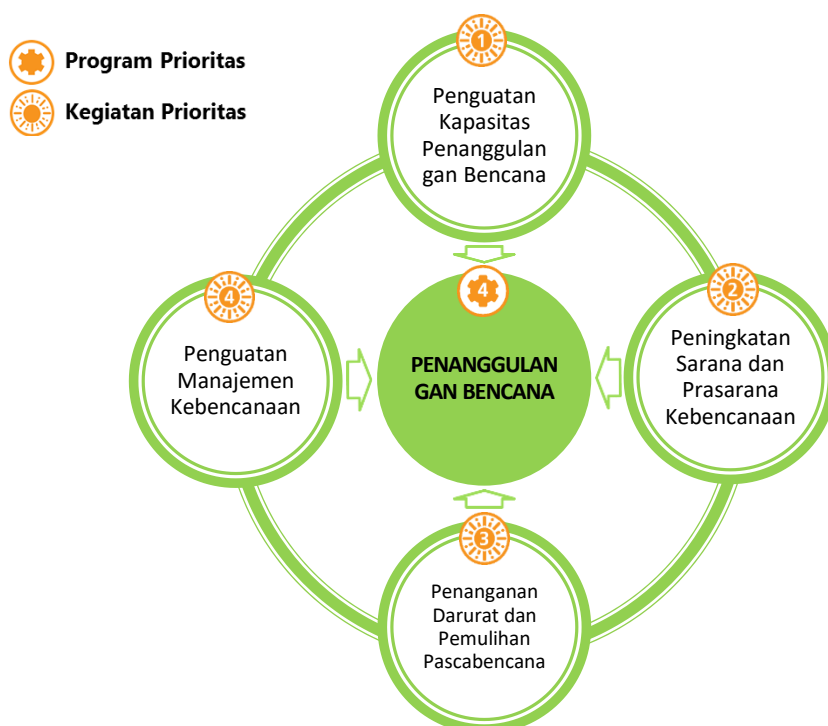 Program Prioritas
Kegiatan Prioritas
1
Penguatan
Kapasitas
Penanggulan
gan Bencana
4
Penguatan
Manajemen
Kebencanaan
4
PENANGGULAN
GAN BENCANA
2
Peningkatan
Sarana dan
Prasarana
Kebencanaan
3
Penanganan
Darurat dan
Pemulihan
Pascabencana